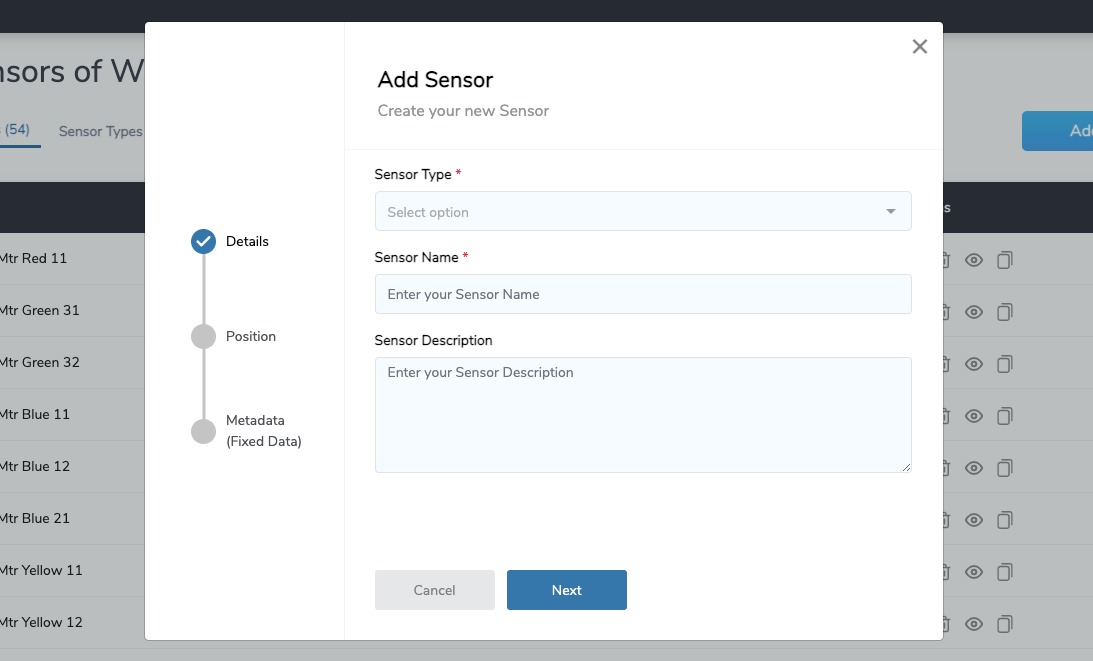 Add Sensor
Create your new Sensor
Sensor Type *
Select option
Sensor Name *
Enter your Sensor Name
Sensor Description
Enter your Sensor Description
Cancel
Next
Details
Position
Metadata
(Fixed Data)
of W
(54)
Sensor Types
Mtr Red 11
Mtr Green 31
Mtr Green 32
Mtr Blue 11
Mtr Blue 12
Mtr Blue 21
Mtr Yellow 11
Mtr Yellow 12